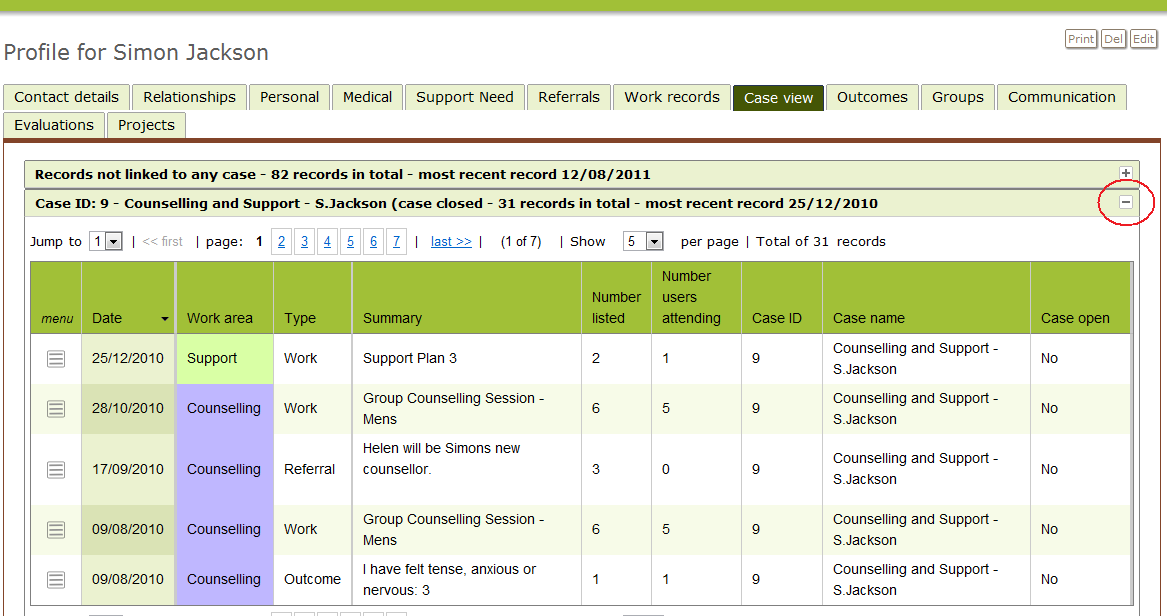 Print Del Edit
Profile for Simon Jackson
Contact details Relationships Personal Medical Support Need Referrals Work records Case view Outcomes Groups Communication
Evaluations Projects
Records not linked to any case - 82 records in total - most recent record 12/08/2011 +
Case ID: 9 - Counselling and Support - S.Jackson (case closed - 31 records in total - most recent record 25/12/2010 −
Jump to 1 | << first | page: 1 2 3 4 5 6 7 | last >> | (1 of 7) | Show 5 per page | Total of 31 records
menu Date Work area Type Summary Number listed Number users attending Case ID Case name Case open
25/12/2010 Support Work Support Plan 3 2 1 9 Counselling and Support - S.Jackson No
28/10/2010 Counselling Work Group Counselling Session - Mens 6 5 9 Counselling and Support - S.Jackson No
17/09/2010 Counselling Referral Helen will be Simons new counsellor. 3 0 9 Counselling and Support - S.Jackson No
09/08/2010 Counselling Work Group Counselling Session - Mens 6 5 9 Counselling and Support - S.Jackson No
09/08/2010 Counselling Outcome I have felt tense, anxious or nervous: 3 1 1 9 Counselling and Support - S.Jackson No